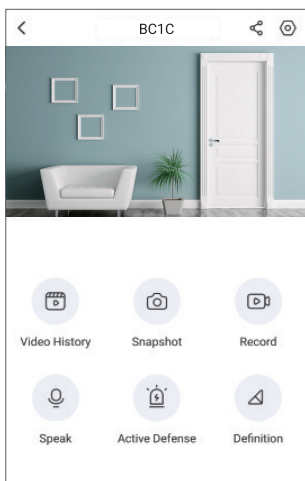 BC1C
Video History Snapshot Record
Speak Active Defense Definition